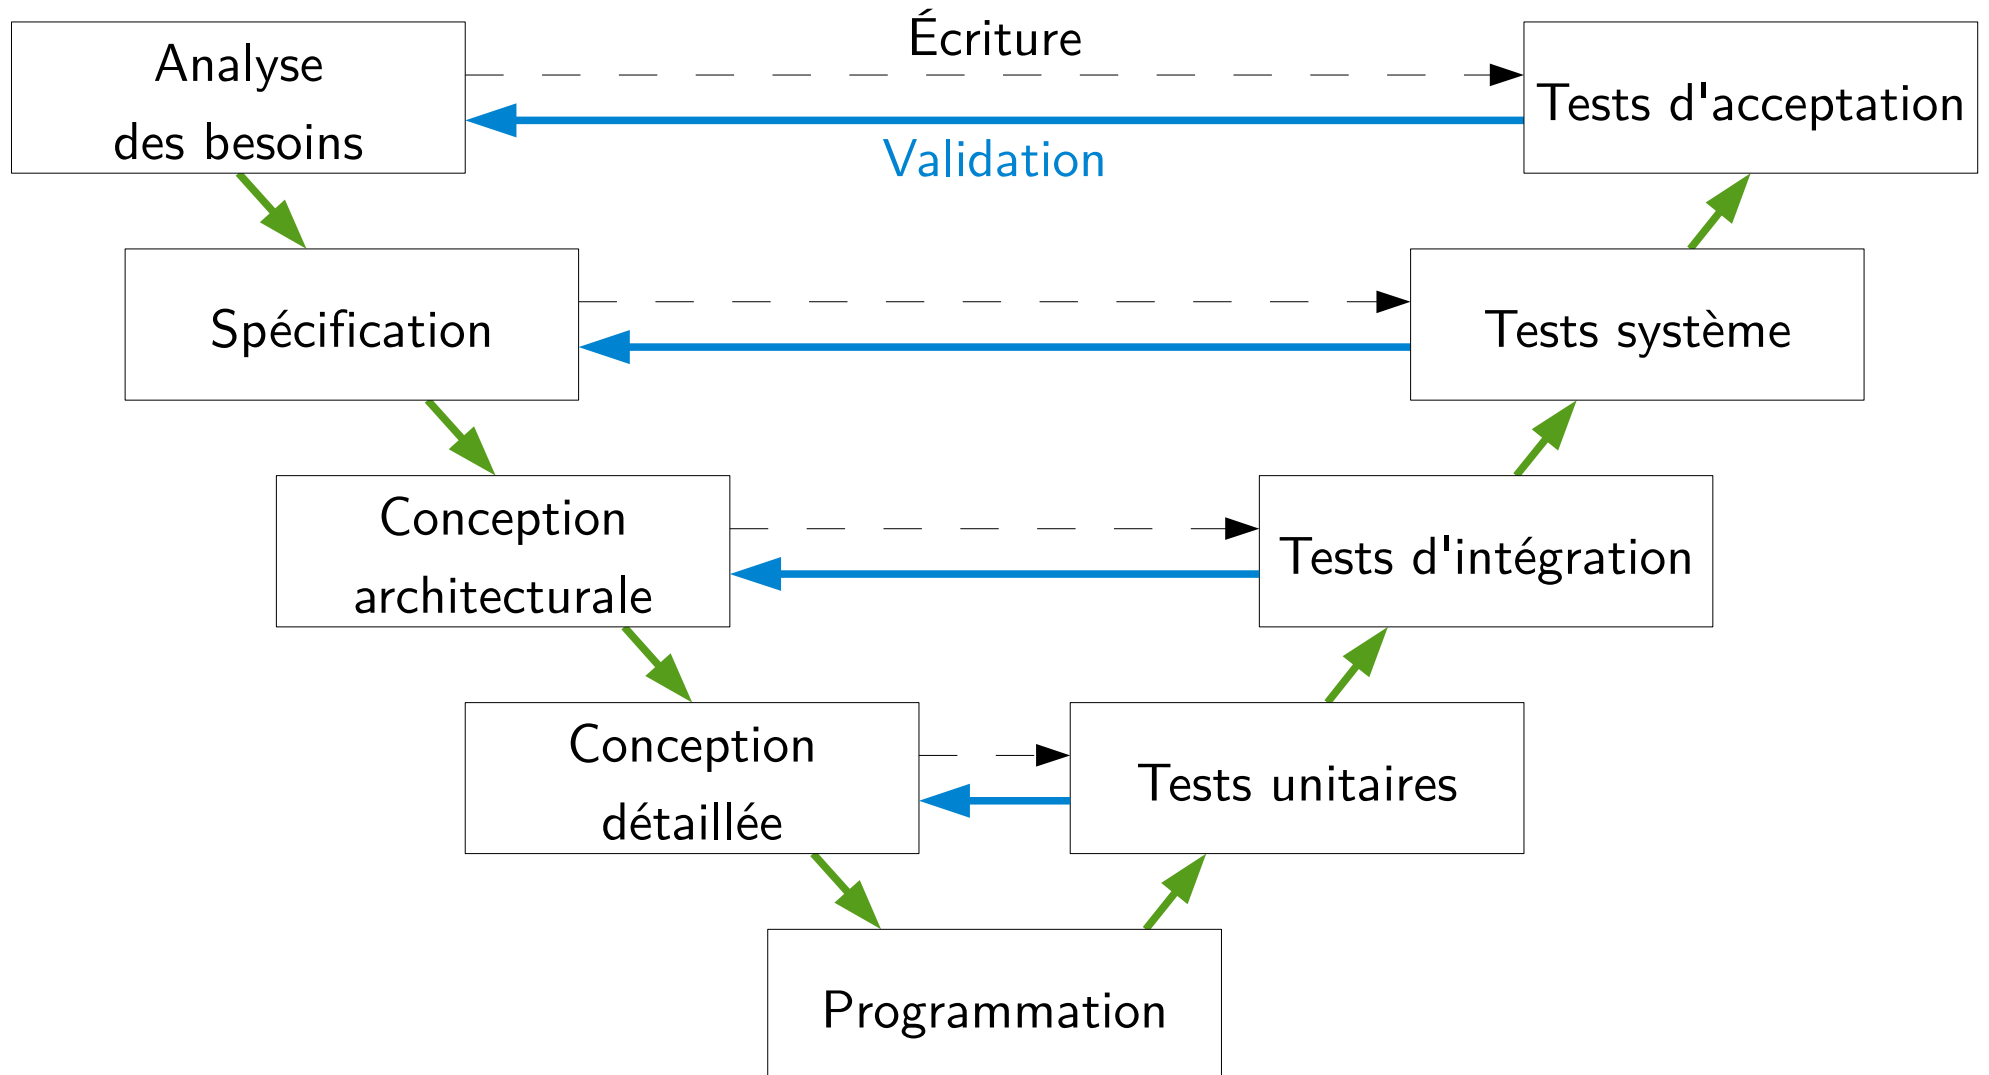 Écriture
Analyse
des besoins
Tests d'acceptation
Validation
Spécification
Tests système
Conception
architecturale
Tests d'intégration
Conception
détaillée
Tests unitaires
Programmation